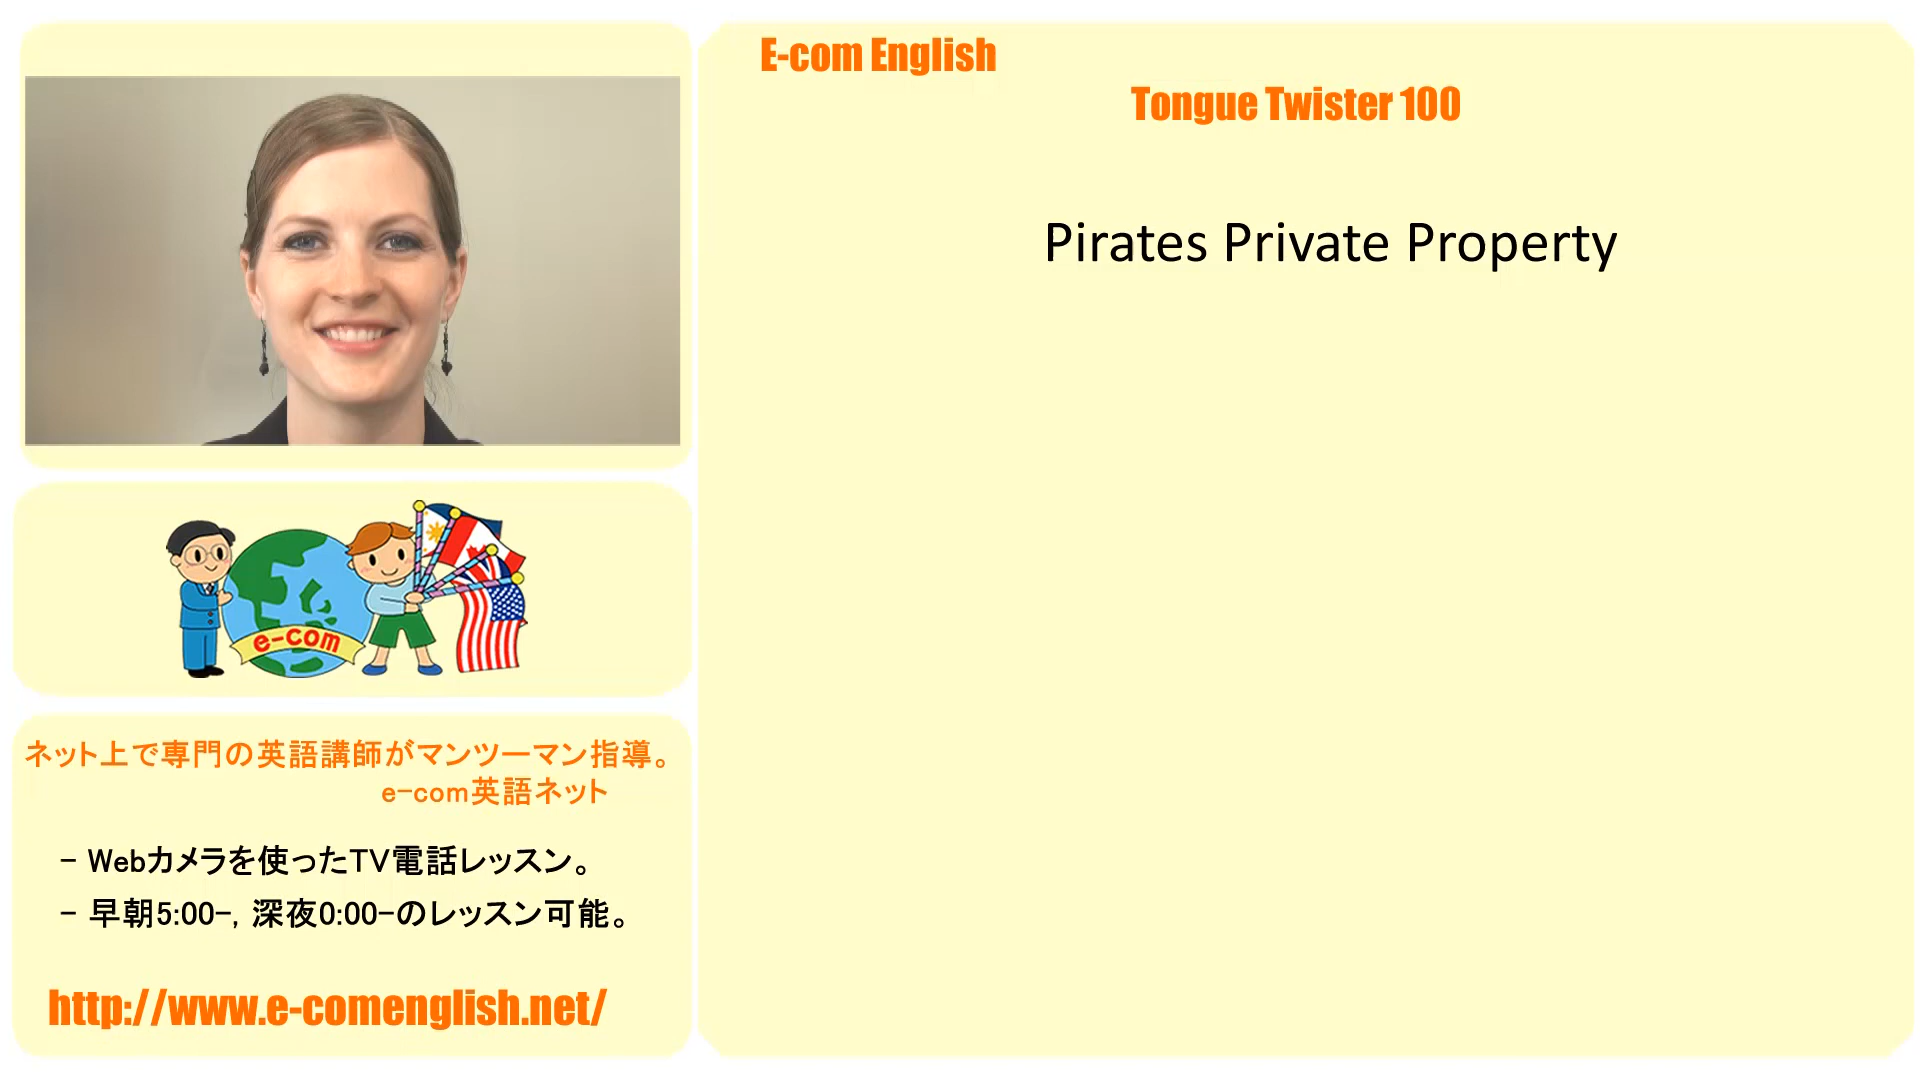 E-com English
Tongue Twister 100
Pirates Private Property
e-com
ネット上で専門の英語講師がマンツーマン指導。
e-com英語ネット
- Webカメラを使ったTV電話レッスン。
- 早朝5:00-, 深夜0:00-のレッスン可能。
http://www.e-comenglish.net/